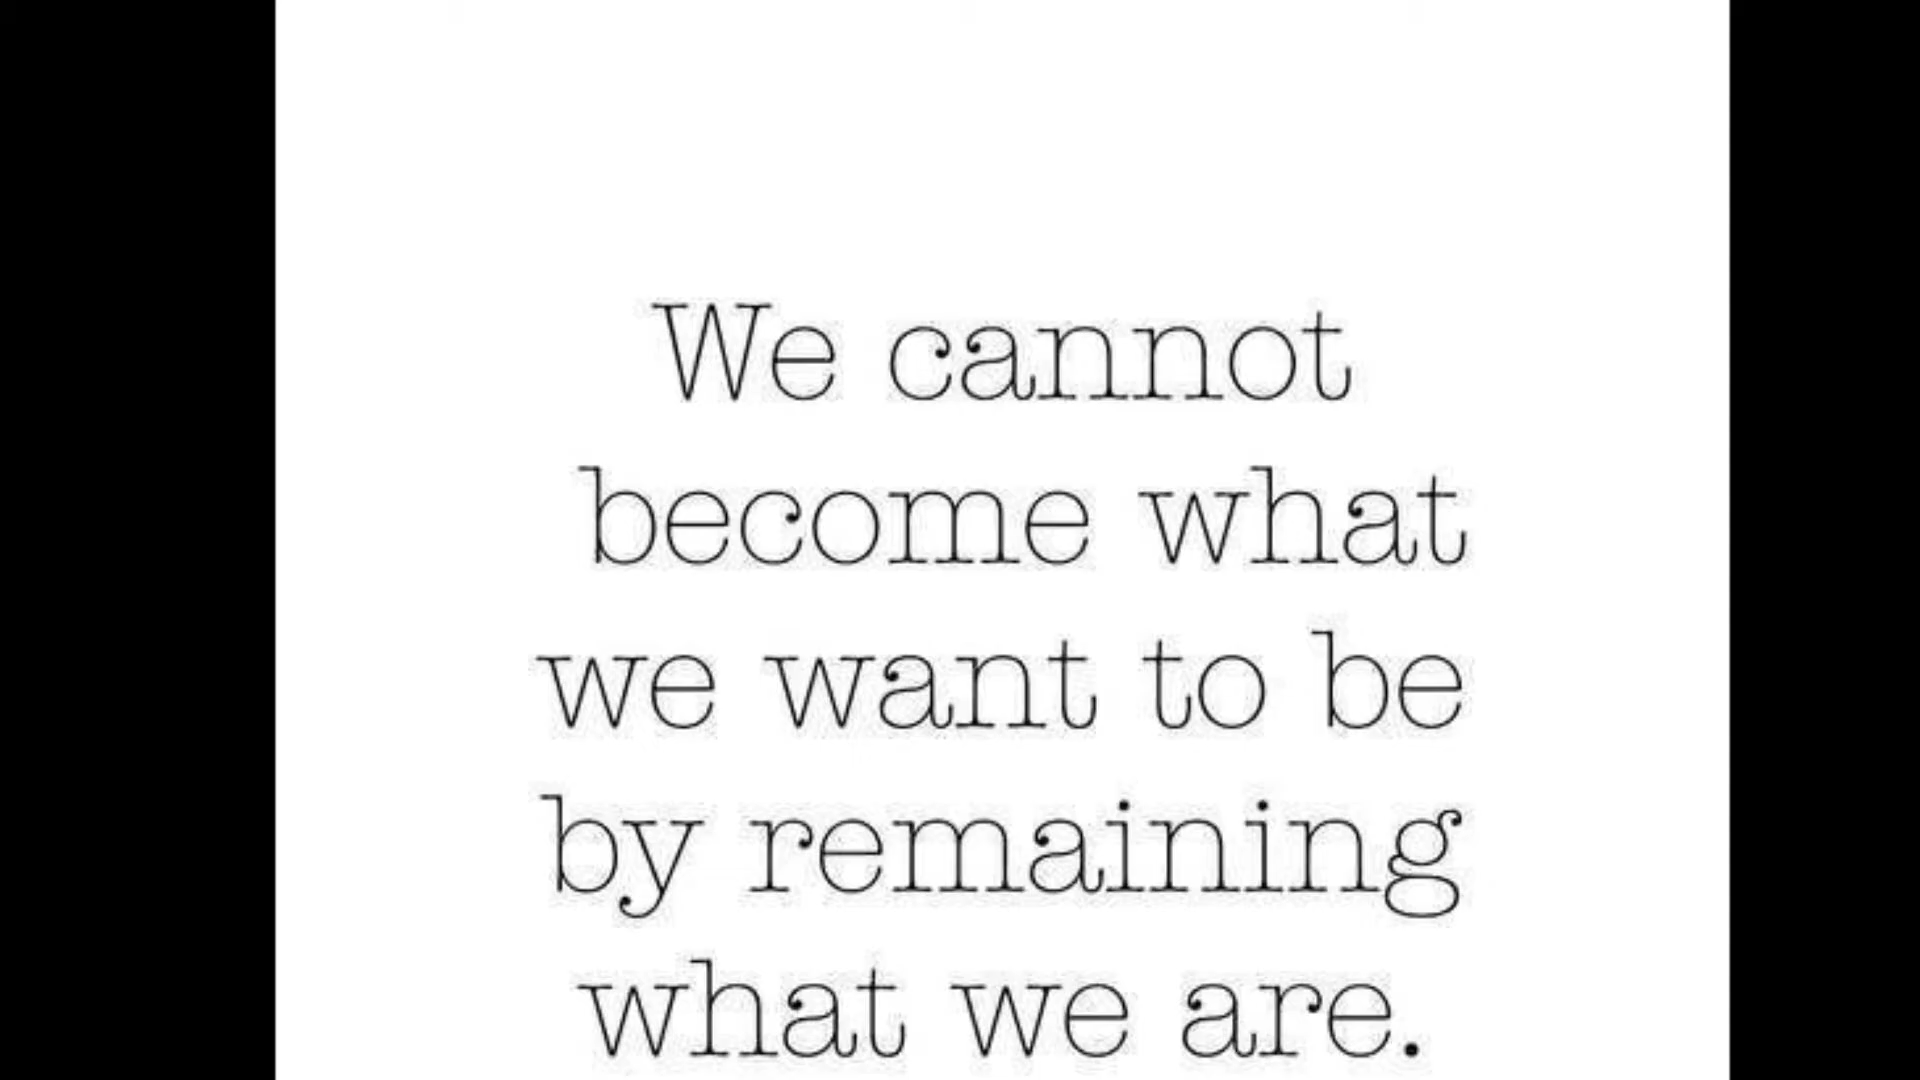 We cannot
become what
we want to be
by remaining
what we are.